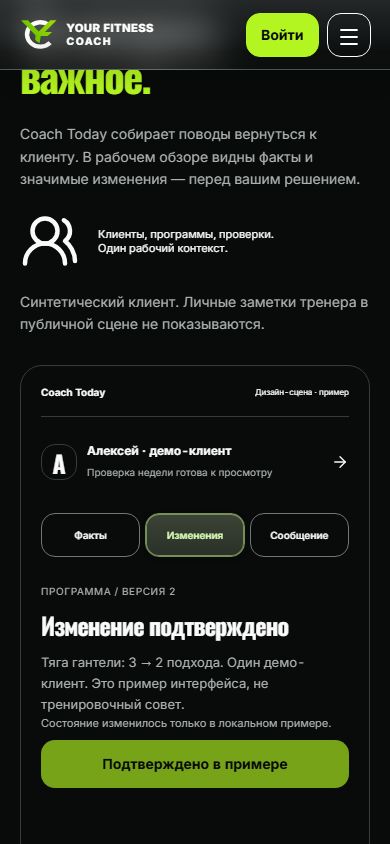 YOUR FITNESS
COACH
Войти
важное.
Coach Today собирает поводы вернуться к
клиенту. В рабочем обзоре видны факты и
значимые изменения — перед вашим решением.
Клиенты, программы, проверки.
Один рабочий контекст.
Синтетический клиент. Личные заметки тренера в
публичной сцене не показываются.
Coach Today
Дизайн-сцена · пример
А
Алексей · демо-клиент
Проверка недели готова к просмотру
Факты
Изменения
Сообщение
ПРОГРАММА / ВЕРСИЯ 2
Изменение подтверждено
Тяга гантели: 3 → 2 подхода. Один демо-
клиент. Это пример интерфейса, не
тренировочный совет.
Состояние изменилось только в локальном примере.
Подтверждено в примере